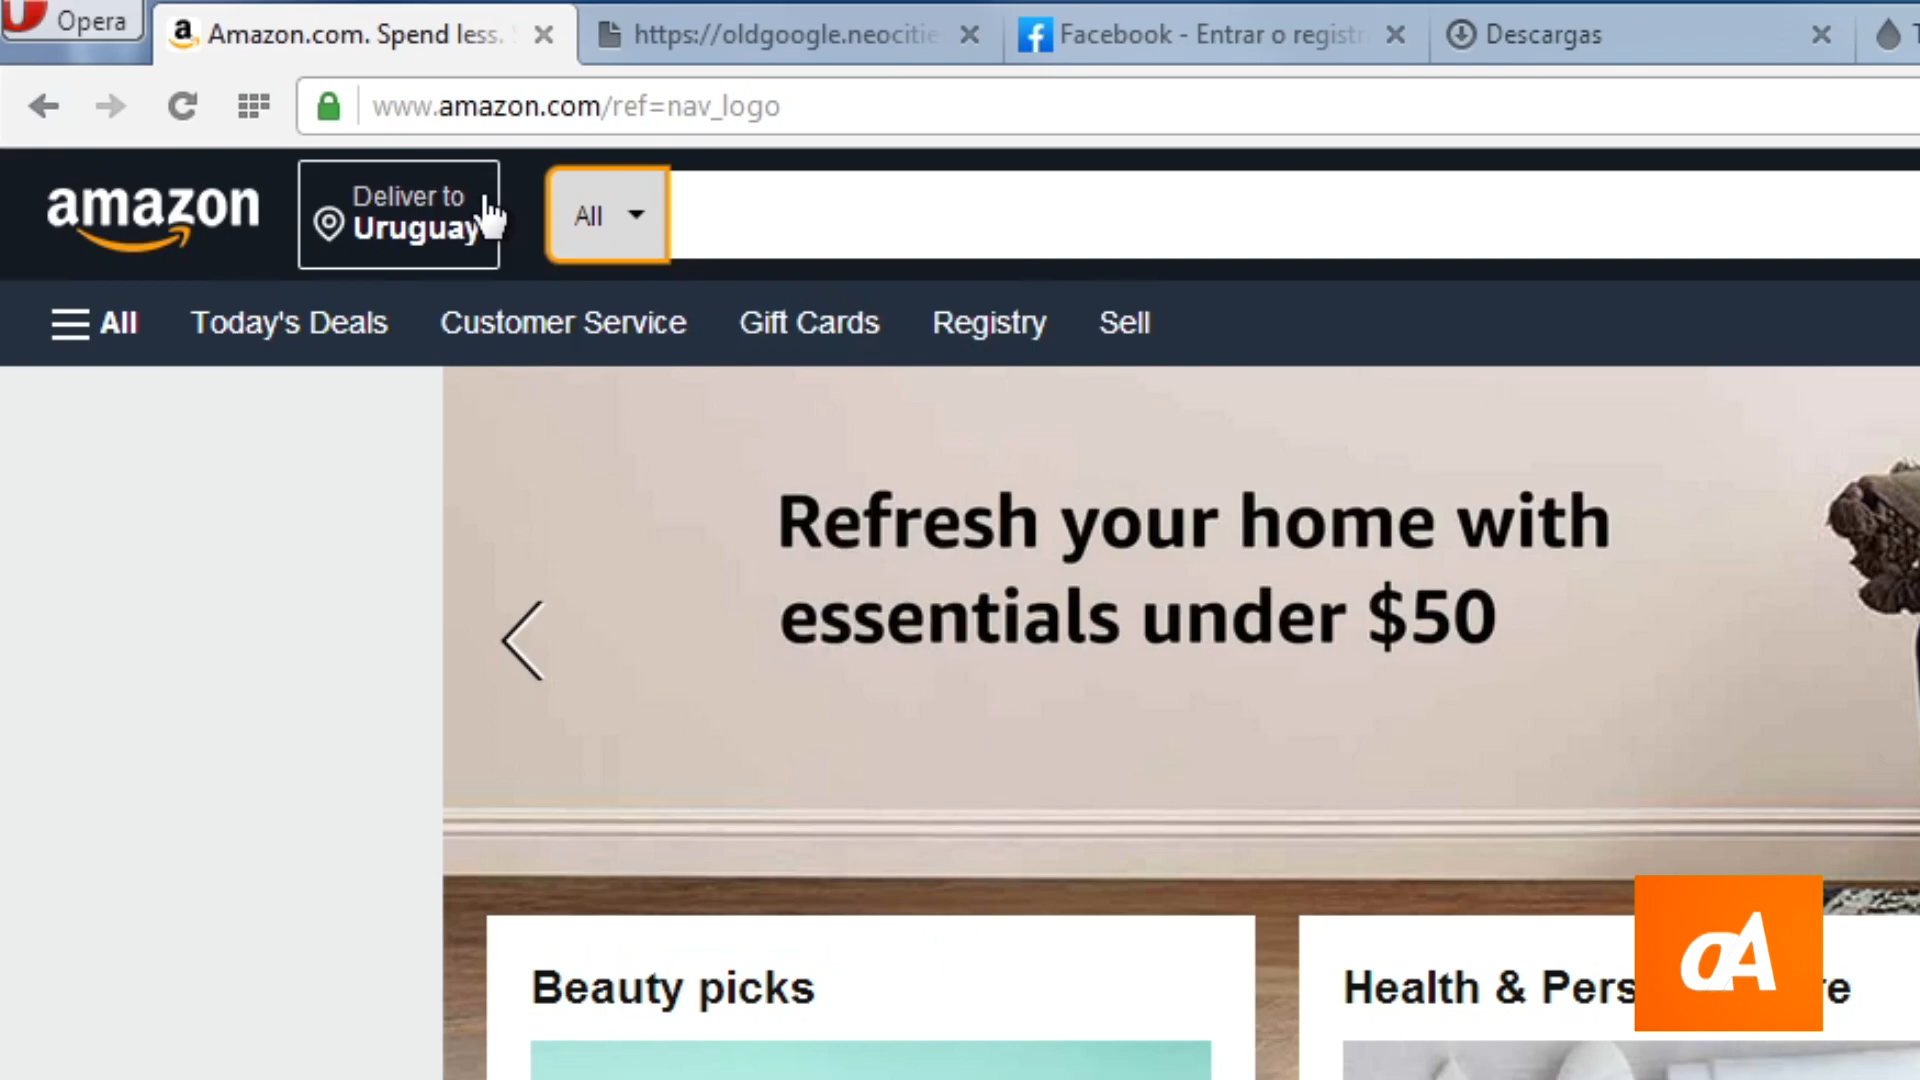 Opera
Amazon.com. Spend less.
https://oldgoogle.neocitie
Facebook - Entrar o registr
Descargas
www.amazon.com/ref=nav_logo
amazon
Deliver to
Uruguay
All
All
Today's Deals
Customer Service
Gift Cards
Registry
Sell
Refresh your home with
essentials under $50
Beauty picks
Health & Pers
re